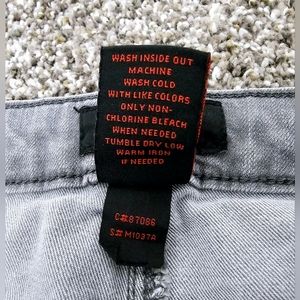 WASH INSIDE OUT
MACHINE
WASH COLD
WITH LIKE COLORS
ONLY NON-
CHLORINE BLEACH
WHEN NEEDED
TUMBLE DRY LOW
WARM IRON
IF NEEDED
C#87086
S# M1037A